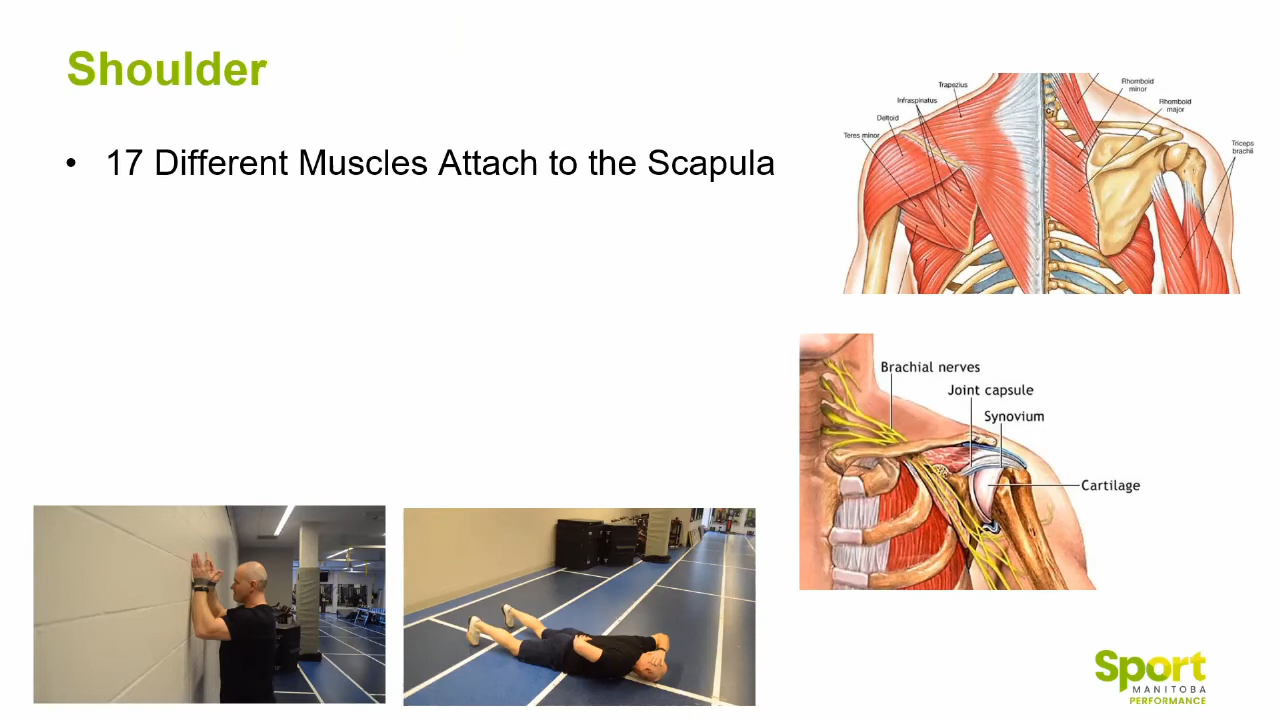 Shoulder
• 17 Different Muscles Attach to the Scapula
Trapezius
Infraspinatus
Deltoid
Teres minor
C7
Rhomboid
minor
Rhomboid
major
Triceps
brachii
Brachial nerves
Joint capsule
Synovium
Cartilage
Sport
MANITOBA
PERFORMANCE